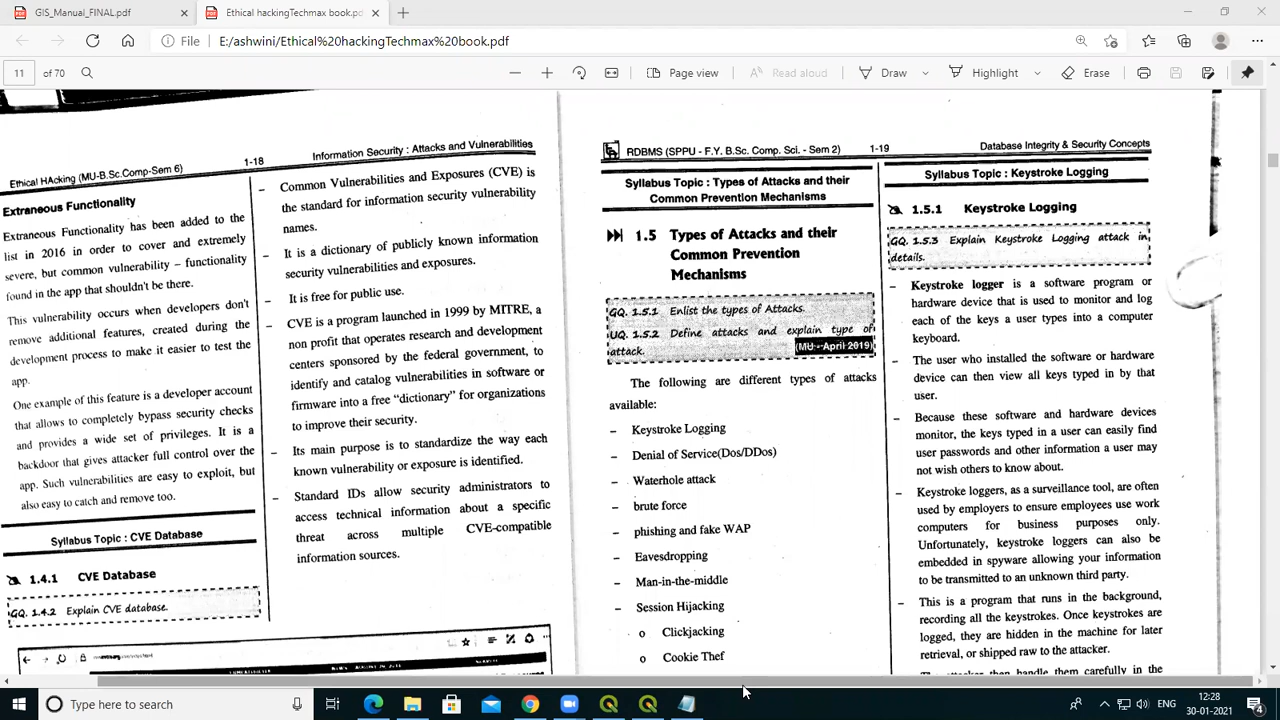 GIS_Manual_FINAL.pdf
Ethical hackingTechmax book.pdf
File
E:/ashwini/Ethical%20hackingTechmax%20book.pdf
11
of 70
Page view
Read aloud
Draw
Highlight
Erase
Ethical HAcking (MU-B.Sc.Comp-Sem 6)
1-18
Information Security : Attacks and Vulnerabilities
Extraneous Functionality
Extraneous Functionality has been added to the
list in 2016 in order to cover and extremely
severe, but common vulnerability – functionality
found in the app that shouldn't be there.
This vulnerability occurs when developers don't
remove additional features, created during the
development process to make it easier to test the
app.
One example of this feature is a developer account
that allows to completely bypass security checks
and provides a wide set of privileges. It is a
backdoor that gives attacker full control over the
app. Such vulnerabilities are easy to exploit, but
also easy to catch and remove too.
Syllabus Topic : CVE Database
1.4.1 CVE Database
GQ. 1.4.2 Explain CVE database.
– Common Vulnerabilities and Exposures (CVE) is
the standard for information security vulnerability
names.
– It is a dictionary of publicly known information
security vulnerabilities and exposures.
– It is free for public use.
– CVE is a program launched in 1999 by MITRE, a
non profit that operates research and development
centers sponsored by the federal government, to
identify and catalog vulnerabilities in software or
firmware into a free "dictionary" for organizations
to improve their security.
– Its main purpose is to standardize the way each
known vulnerability or exposure is identified.
– Standard IDs allow security administrators to
access technical information about a specific
threat across multiple CVE-compatible
information sources.
RDBMS (SPPU - F.Y. B.Sc. Comp. Sci. - Sem 2)
1-19
Database Integrity & Security Concepts
Syllabus Topic : Types of Attacks and their
Common Prevention Mechanisms
1.5 Types of Attacks and their
Common Prevention
Mechanisms
GQ. 1.5.1 Enlist the types of Attacks.
UQ. 1.5.2 Define attacks and explain type of
attack. (MU - April 2019)
The following are different types of attacks
available:
– Keystroke Logging
– Denial of Service(Dos/DDos)
– Waterhole attack
– brute force
– phishing and fake WAP
– Eavesdropping
– Man-in-the-middle
– Session Hijacking
o Clickjacking
o Cookie Thef
Syllabus Topic : Keystroke Logging
1.5.1 Keystroke Logging
GQ. 1.5.3 Explain Keystroke Logging attack in
details.
– Keystroke logger is a software program or
hardware device that is used to monitor and log
each of the keys a user types into a computer
keyboard.
– The user who installed the software or hardware
device can then view all keys typed in by that
user.
– Because these software and hardware devices
monitor, the keys typed in a user can easily find
user passwords and other information a user may
not wish others to know about.
– Keystroke loggers, as a surveillance tool, are often
used by employers to ensure employees use work
computers for business purposes only.
Unfortunately, keystroke loggers can also be
embedded in spyware allowing your information
to be transmitted to an unknown third party.
– This is a program that runs in the background,
recording all the keystrokes. Once keystrokes are
logged, they are hidden in the machine for later
retrieval, or shipped raw to the attacker.
then handle them carefully in the
Type here to search
ENG
12:28
30-01-2021